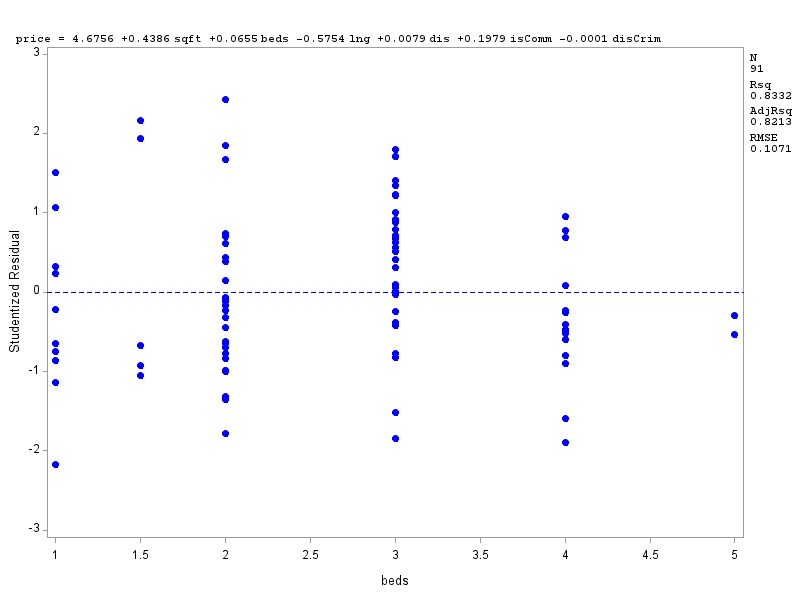 price = 4.6756 +0.4386 sqft +0.0655 beds -0.5754 lng +0.0079 dis +0.1979 isComm -0.0001 disCrim
N
91
Rsq
0.8332
AdjRsq
0.8213
RMSE
0.1071
3
2
1
0
-1
-2
-3
Studentized Residual
1 1.5 2 2.5 3 3.5 4 4.5 5
beds